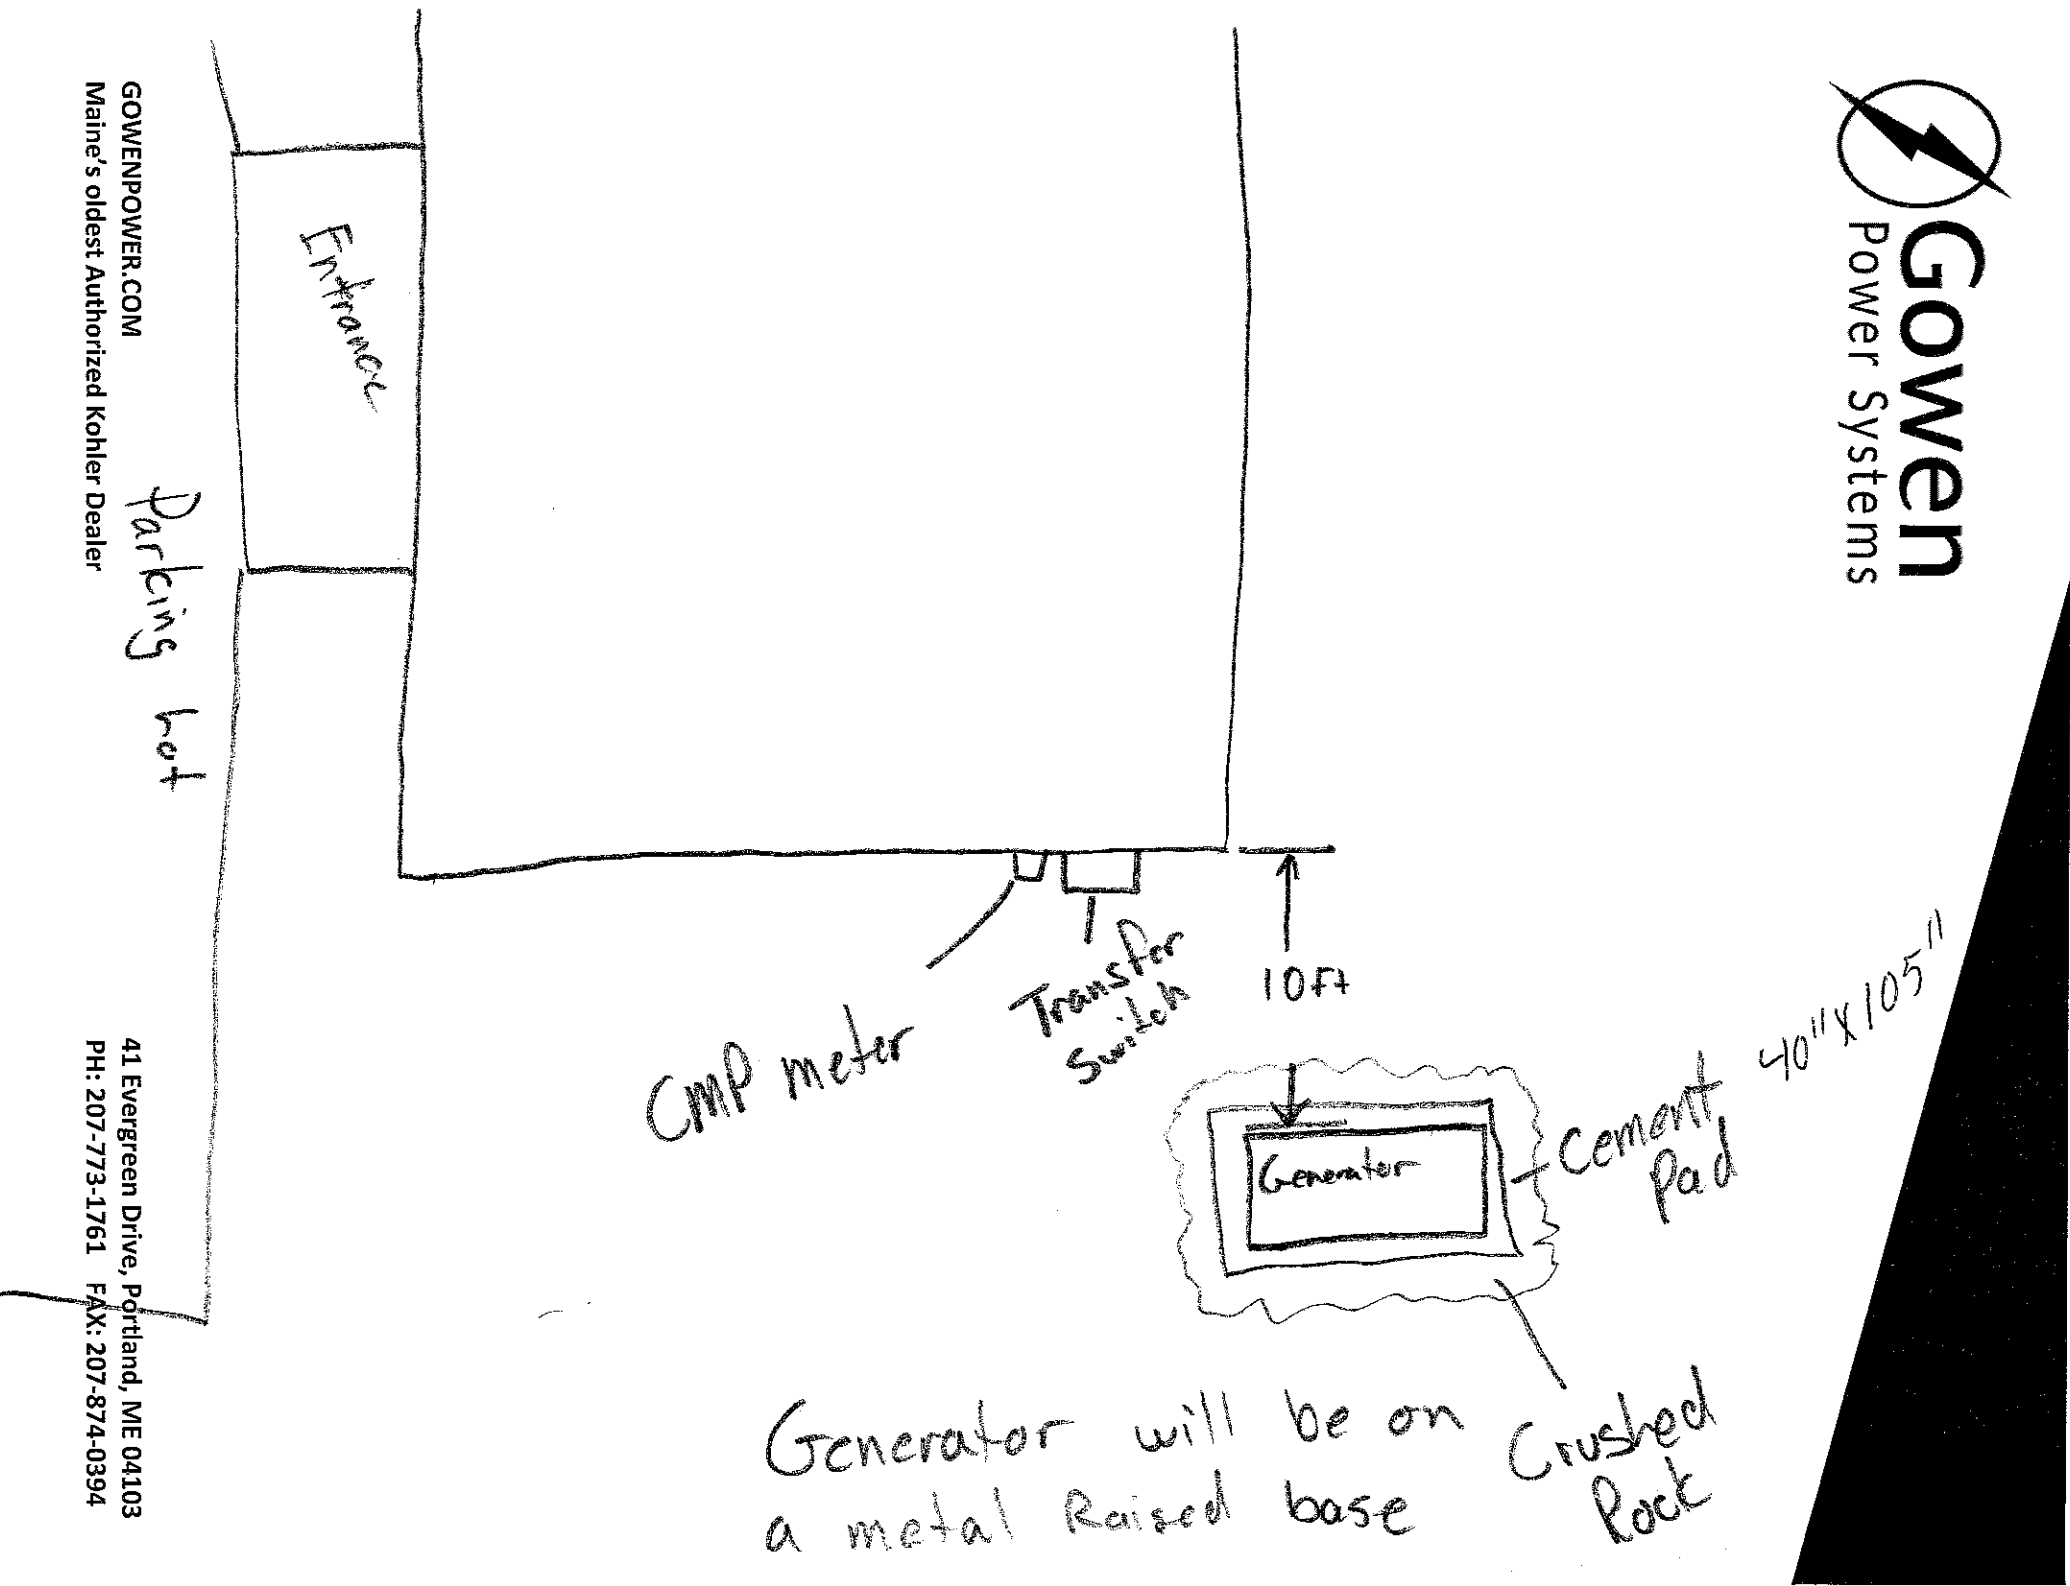 Gowen
Power Systems
Entrance
Parking Lot
CMP meter
Transfer
Switch
10ft
Generator
Cement
Pad
40"x105"
Crushed
Rock
Generator will be on
a metal Raised base
GOWENPOWER.COM
Maine's oldest Authorized Kohler Dealer
41 Evergreen Drive, Portland, ME 04103
PH: 207-773-1761 FAX: 207-874-0394